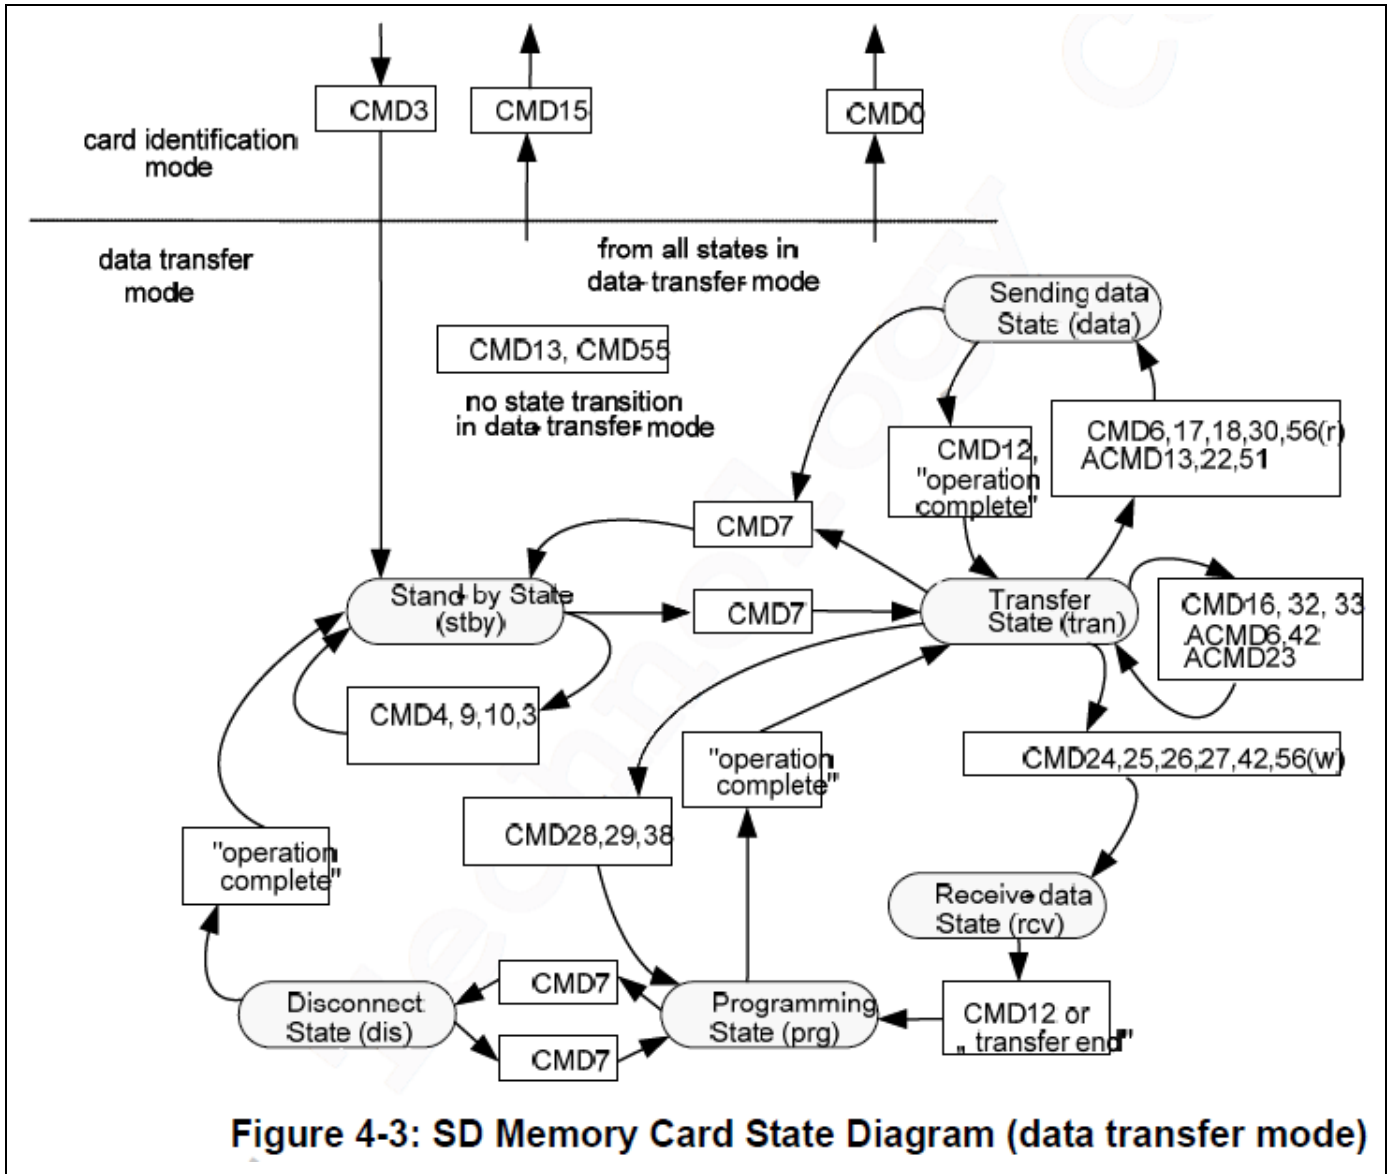 CMD3
CMD15
CMD0
card identification
mode
data transfer
mode
from all states in
data-transfer mode
Sending data
State (data)
CMD13, CMD55
no state transition
in data-transfer mode
CMD12,
"operation
complete"
CMD6,17,18,30,56(r)
ACMD13,22,51
CMD7
Stand-by State
(stby)
CMD7
Transfer
State (tran)
CMD16, 32, 33
ACMD6,42
ACMD23
CMD4, 9,10,3
"operation
complete"
CMD24,25,26,27,42,56(w)
CMD28,29,38
"operation
complete"
Receive data
State (rcv)
Disconnect
State (dis)
CMD7
CMD7
Programming
State (prg)
CMD12 or
„ transfer end"
Figure 4-3: SD Memory Card State Diagram (data transfer mode)
Technology